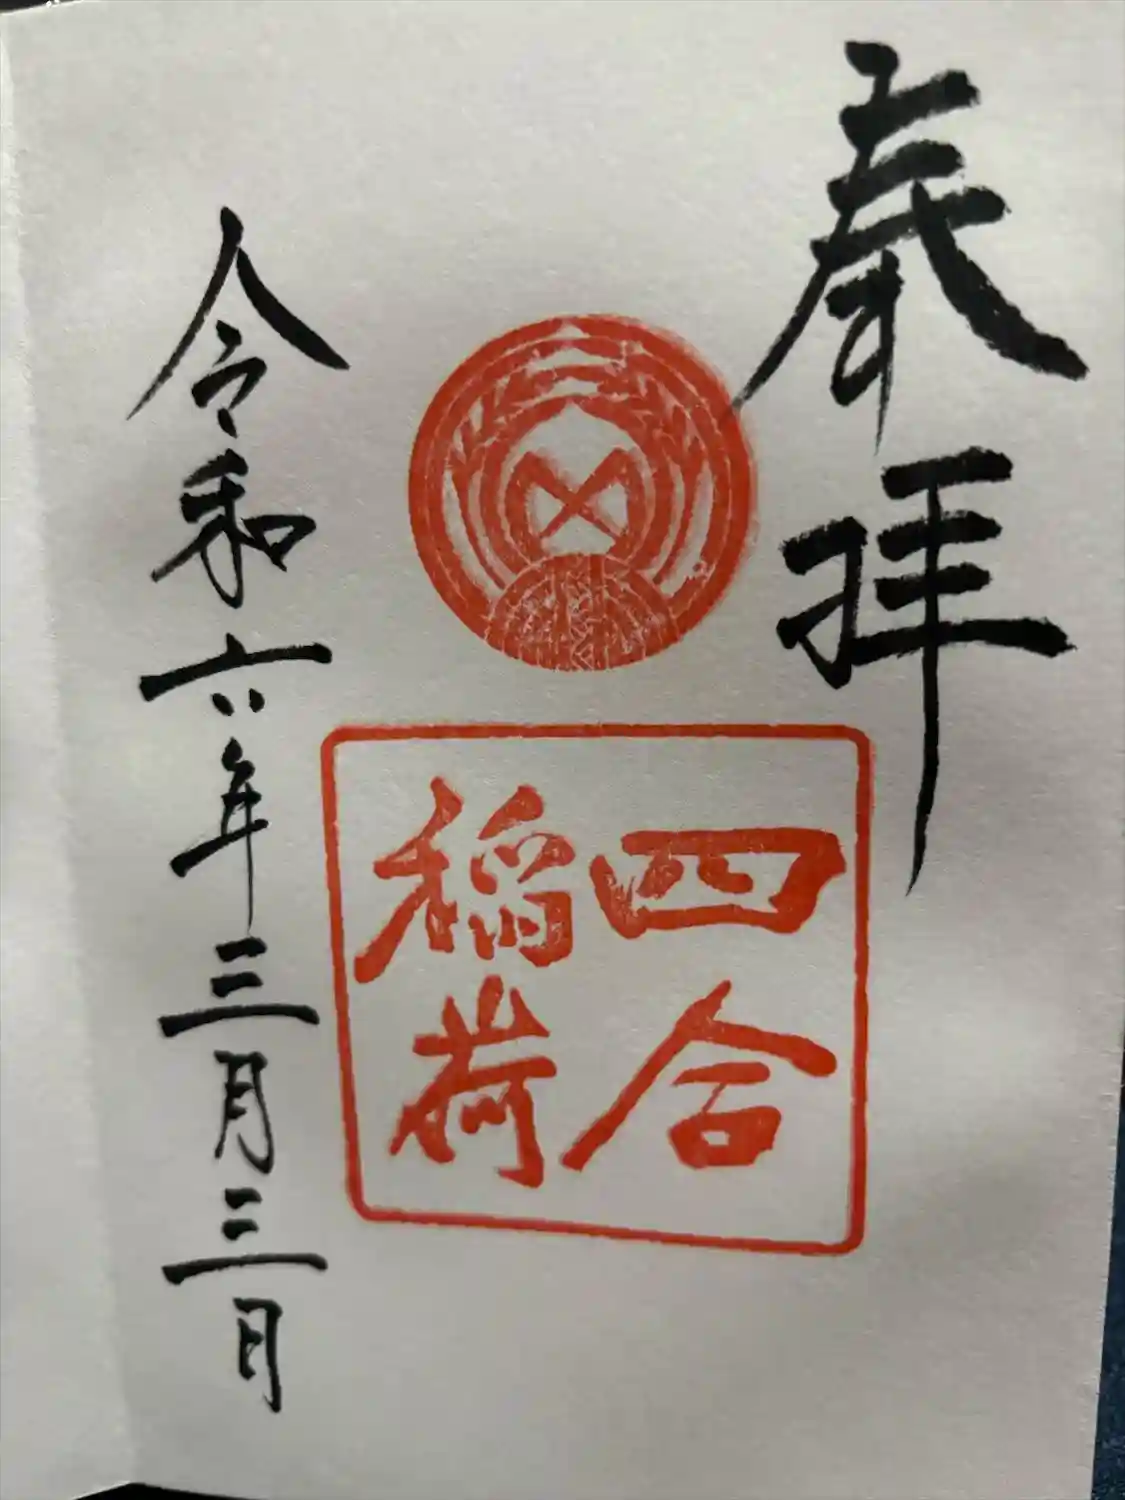 奉拝
四合
稲荷
令和六年三月三日